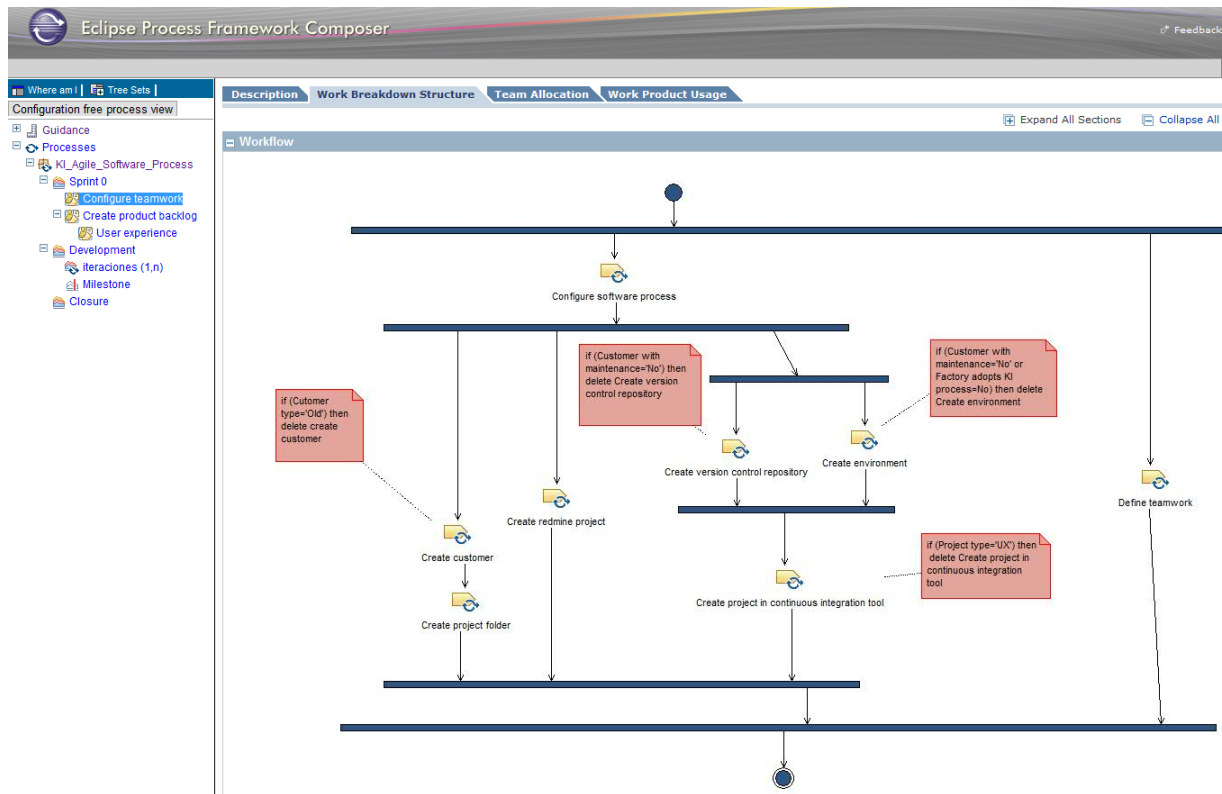 Eclipse Process Framework Composer
Feedback
Where am I
Tree Sets
Configuration free process view
Guidance
Processes
KI_Agile_Software_Process
Sprint 0
Configure teamwork
Create product backlog
User experience
Development
iteraciones (1,n)
Milestone
Closure
Description
Work Breakdown Structure
Team Allocation
Work Product Usage
Expand All Sections
Collapse All
Workflow
Configure software process
if (Customer with
maintenance='No') then
delete Create version
control repository
if (Customer with
maintenance='No' or
Factory adopts KI
process=No) then delete
Create environment
if (Cutomer
type='Old') then
delete create
customer
Create version control repository
Create environment
Define teamwork
Create redmine project
Create customer
if (Project type='UX') then
delete Create project in
continuous integration
tool
Create project in continuous integration tool
Create project folder